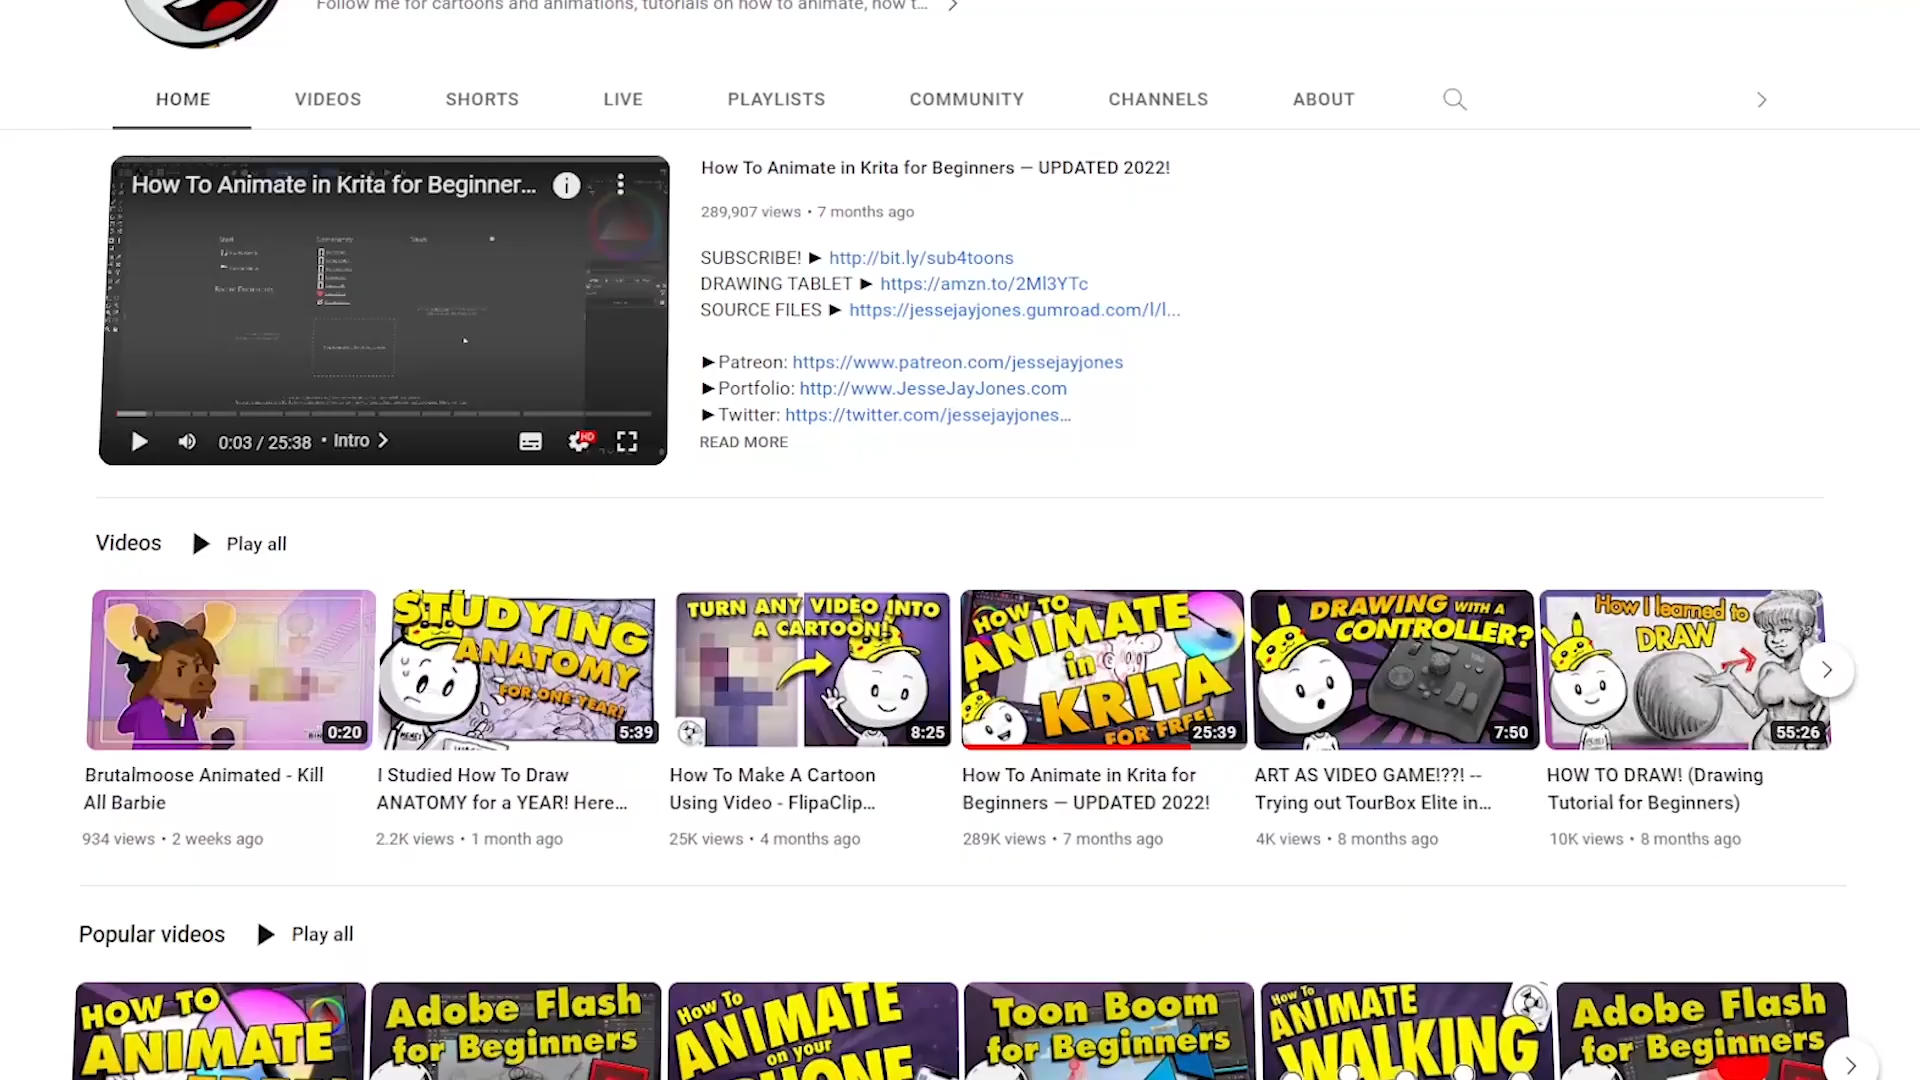 Follow me for cartoons and animations, tutorials on how to animate, how t...
HOME VIDEOS SHORTS LIVE PLAYLISTS COMMUNITY CHANNELS ABOUT
How To Animate in Krita for Beginner...
Start Community News
Recent Documents
0:03 / 25:38 • Intro
HD
How To Animate in Krita for Beginners — UPDATED 2022!
289,907 views • 7 months ago
SUBSCRIBE! ► http://bit.ly/sub4toons
DRAWING TABLET ► https://amzn.to/2Ml3YTc
SOURCE FILES ► https://jessejayjones.gumroad.com/l/l...
►Patreon: https://www.patreon.com/jessejayjones
►Portfolio: http://www.JesseJayJones.com
►Twitter: https://twitter.com/jessejayjones...
READ MORE
Videos Play all
0:20
STUDYING
ANATOMY
FOR ONE YEAR!
5:39
TURN ANY VIDEO INTO
A CARTOON!
8:25
HOW TO
ANIMATE
in
KRITA
FOR FREE!
25:39
DRAWING WITH A
CONTROLLER?
7:50
How I learned to
DRAW
55:26
Brutalmoose Animated - Kill
All Barbie
934 views • 2 weeks ago
I Studied How To Draw
ANATOMY for a YEAR! Here...
2.2K views • 1 month ago
How To Make A Cartoon
Using Video - FlipaClip...
25K views • 4 months ago
How To Animate in Krita for
Beginners — UPDATED 2022!
289K views • 7 months ago
ART AS VIDEO GAME!??! --
Trying out TourBox Elite in...
4K views • 8 months ago
HOW TO DRAW! (Drawing
Tutorial for Beginners)
10K views • 8 months ago
Popular videos Play all
HOW TO
ANIMATE
Adobe Flash
for Beginners
How To
ANIMATE
on your
PHONE
Toon Boom
for Beginners
How To
ANIMATE
WALKING
Adobe Flash
for Beginners